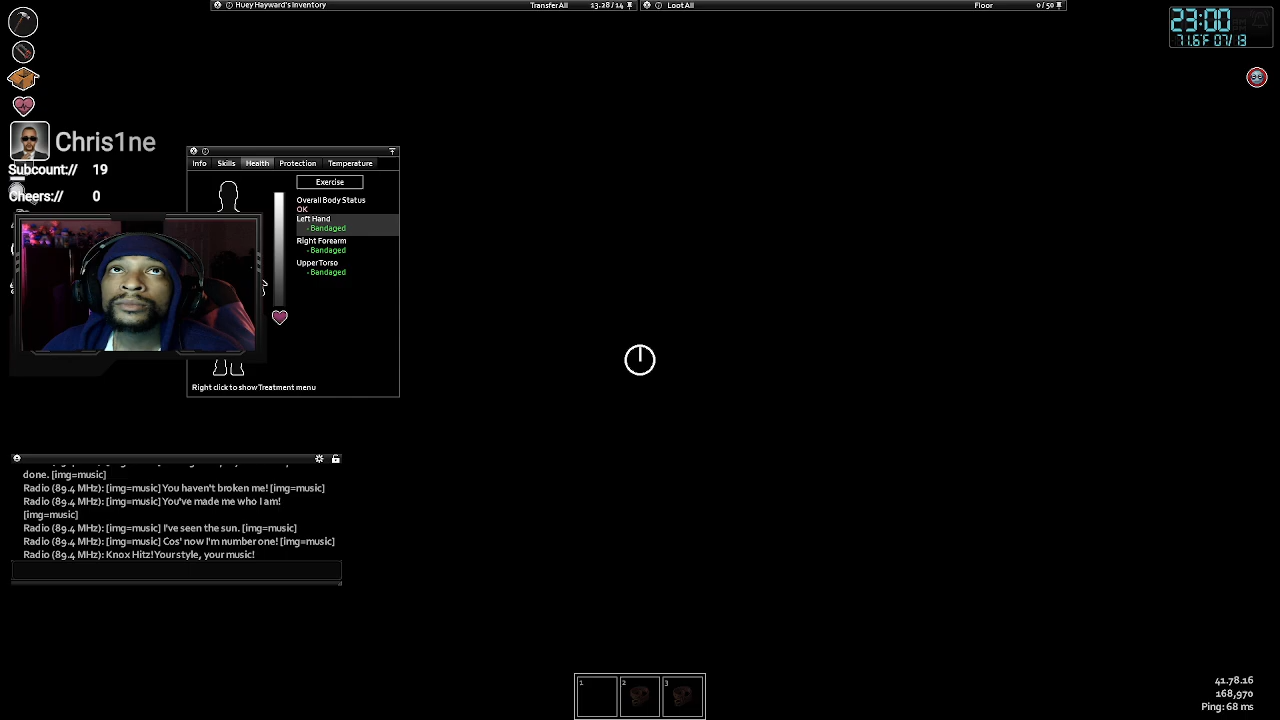 Huey Hayward's Inventory
Transfer All
13.28 / 14
Loot All
Floor
0 / 50
23:00
71.6°F 07/13
Chris1ne
Subcount// 19
Cheers:// 0
Info
Skills
Health
Protection
Temperature
Exercise
Overall Body Status
OK
Left Hand
- Bandaged
Right Forearm
- Bandaged
Upper Torso
- Bandaged
Right click to show Treatment menu
done. [img=music]
Radio (89.4 MHz): [img=music] You haven't broken me! [img=music]
Radio (89.4 MHz): [img=music] You've made me who I am!
[img=music]
Radio (89.4 MHz): [img=music] I've seen the sun. [img=music]
Radio (89.4 MHz): [img=music] Cos' now I'm number one! [img=music]
Radio (89.4 MHz): Knox Hitz! Your style, your music!
1
2
3
41.78.16
168,970
Ping: 68 ms